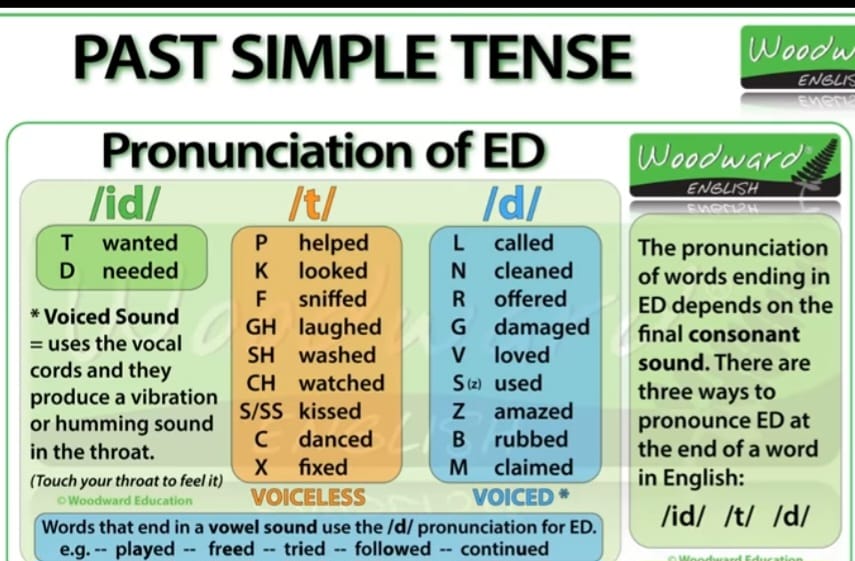 PAST SIMPLE TENSE
Woodw
ENGLIS
Pronunciation of ED
/id/
T wanted
D needed
* Voiced Sound
= uses the vocal
cords and they
produce a vibration
or humming sound
in the throat.
(Touch your throat to feel it)
© Woodward Education
/t/
P helped
K looked
F sniffed
GH laughed
SH washed
CH watched
S/SS kissed
C danced
X fixed
VOICELESS
/d/
L called
N cleaned
R offered
G damaged
V loved
S (z) used
Z amazed
B rubbed
M claimed
VOICED *
Words that end in a vowel sound use the /d/ pronunciation for ED.
e.g. -- played -- freed -- tried -- followed -- continued
Woodward®
ENGLISH
The pronunciation
of words ending in
ED depends on the
final consonant
sound. There are
three ways to
pronounce ED at
the end of a word
in English:
/id/ /t/ /d/
© Woodward Education